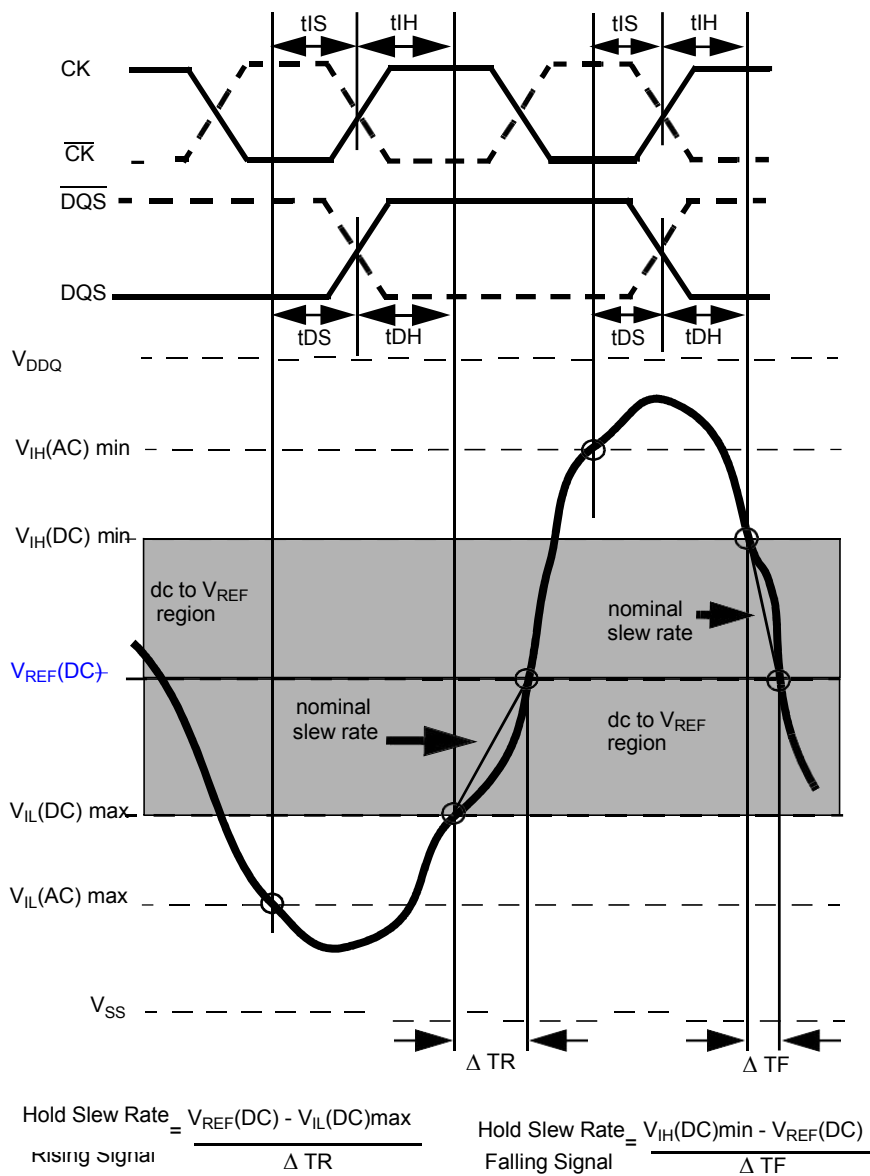 tIS tIH tIS tIH
CK
CK
DQS
DQS
tDS tDH tDS tDH
VDDQ
VIH(AC) min
VIH(DC) min
dc to VREF
region
nominal
slew rate
VREF(DC)
nominal
slew rate
dc to VREF
region
VIL(DC) max
VIL(AC) max
VSS
Δ TR Δ TF
Hold Slew Rate
Rising Signal
= VREF(DC) - VIL(DC)max
Δ TR
Hold Slew Rate
Falling Signal
= VIH(DC)min - VREF(DC)
Δ TF